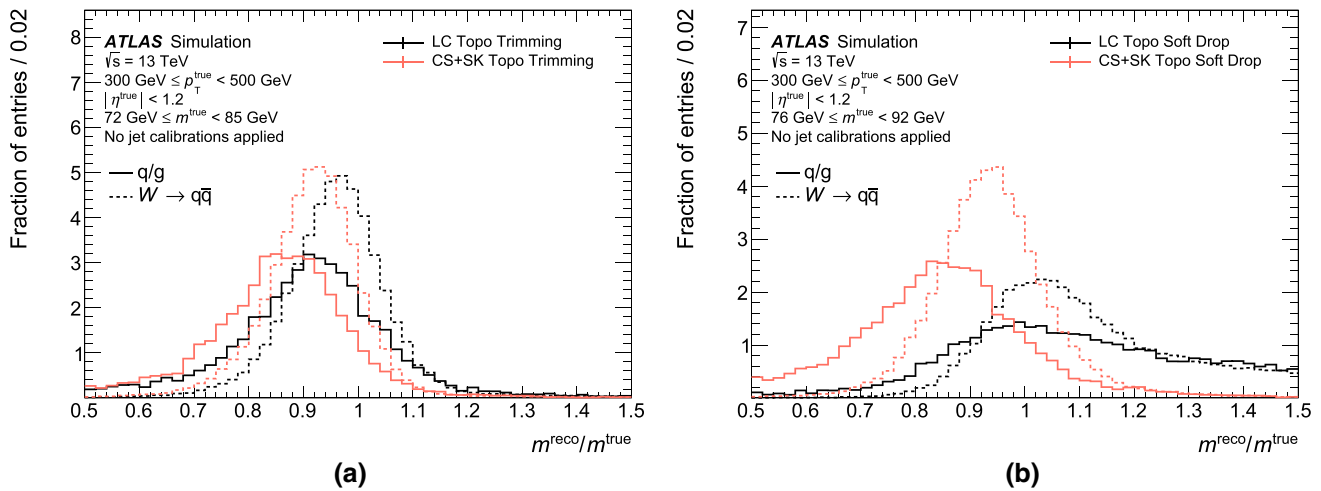 Fraction of entries / 0.02
8
7
6
5
4
3
2
1
ATLAS Simulation
√s = 13 TeV
300 GeV ≤ p_T^true < 500 GeV
|η^true| < 1.2
72 GeV ≤ m^true < 85 GeV
No jet calibrations applied
q/g
W → qq̅
LC Topo Trimming
CS+SK Topo Trimming
0.5 0.6 0.7 0.8 0.9 1 1.1 1.2 1.3 1.4 1.5
m^reco/m^true
(a)
Fraction of entries / 0.02
7
6
5
4
3
2
1
ATLAS Simulation
√s = 13 TeV
300 GeV ≤ p_T^true < 500 GeV
|η^true| < 1.2
76 GeV ≤ m^true < 92 GeV
No jet calibrations applied
q/g
W → qq̅
LC Topo Soft Drop
CS+SK Topo Soft Drop
0.5 0.6 0.7 0.8 0.9 1 1.1 1.2 1.3 1.4 1.5
m^reco/m^true
(b)